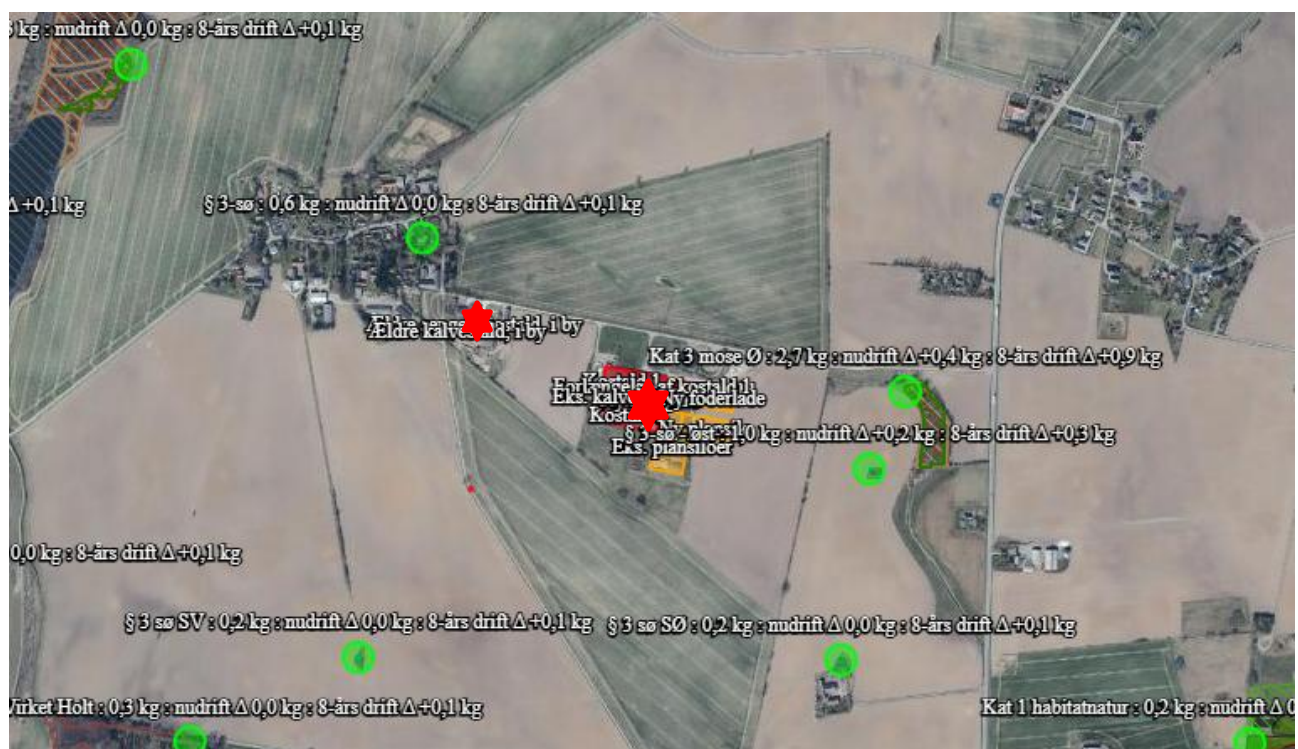 kg : nudrift Δ 0,0 kg : 8-års drift Δ +0,1 kg
Δ +0,1 kg
§ 3-sø : 0,6 kg : nudrift Δ 0,0 kg : 8-års drift Δ +0,1 kg
Ældre kalvestald, i by
Kat 3 mose Ø : 2,7 kg : nudrift Δ +0,4 kg : 8-års drift Δ +0,9 kg
Kostald 1
Ny foderlade
§ 3-sø - øst : 1,0 kg : nudrift Δ +0,2 kg : 8-års drift Δ +0,3 kg
Eks. plansiloer
0,0 kg : 8-års drift Δ +0,1 kg
§ 3 sø SV : 0,2 kg : nudrift Δ 0,0 kg : 8-års drift Δ +0,1 kg
§ 3 sø SØ : 0,2 kg : nudrift Δ 0,0 kg : 8-års drift Δ +0,1 kg
Virket Holt : 0,3 kg : nudrift Δ 0,0 kg : 8-års drift Δ +0,1 kg
Kat 1 habitatnatur : 0,2 kg : nudrift Δ 0